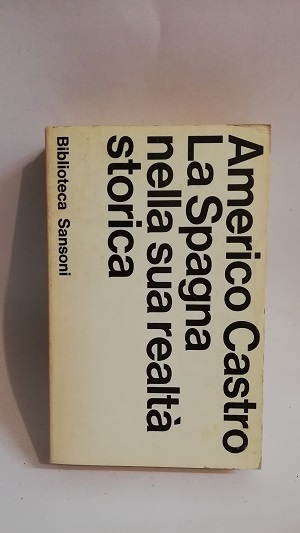 Americo Castro
La Spagna
nella sua realtà
storica
Biblioteca Sansoni